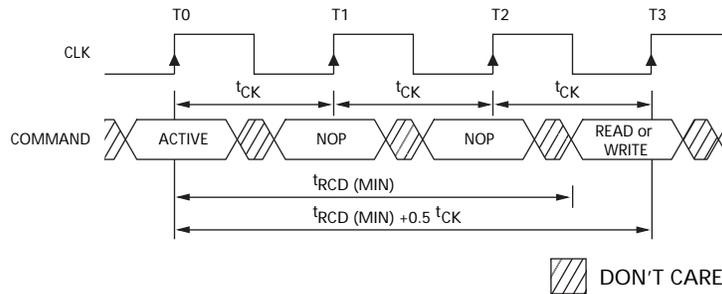 T0 T1 T2 T3
CLK
tCK tCK tCK
COMMAND ACTIVE NOP NOP READ or
WRITE
tRCD (MIN)
tRCD (MIN) +0.5 tCK
DON'T CARE